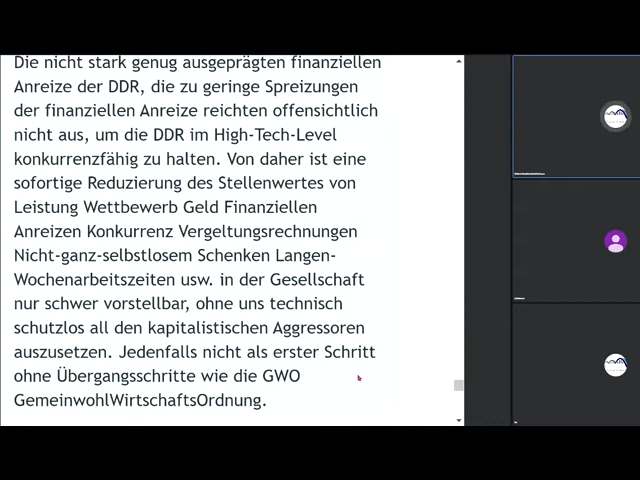 Die nicht stark genug ausgeprägten finanziellen
Anreize der DDR, die zu geringe Spreizungen
der finanziellen Anreize reichten offensichtlich
nicht aus, um die DDR im High-Tech-Level
konkurrenzfähig zu halten. Von daher ist eine
sofortige Reduzierung des Stellenwertes von
Leistung Wettbewerb Geld Finanziellen
Anreizen Konkurrenz Vergeltungsrechnungen
Nicht-ganz-selbstlosem Schenken Langen-
Wochenarbeitszeiten usw. in der Gesellschaft
nur schwer vorstellbar, ohne uns technisch
schutzlos all den kapitalistischen Aggressoren
auszusetzen. Jedenfalls nicht als erster Schritt
ohne Übergangsschritte wie die GWO
GemeinwohlWirtschaftsOrdnung.